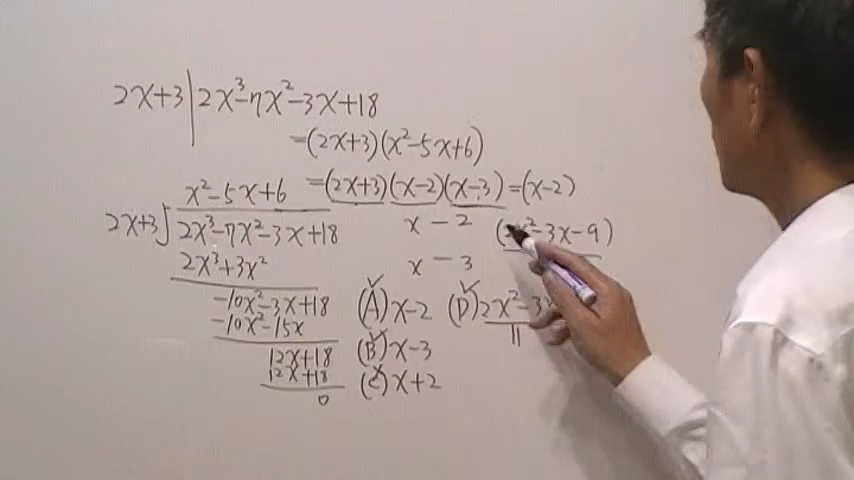 2x+3 | 2x³-7x²-3x+18
=(2x+3)(x²-5x+6)
=(2x+3)(x-2)(x-3)=(x-2)
(2x²-3x-9)
x²-5x+6
2x+3 ) 2x³-7x²-3x+18
2x³+3x²
-10x²-3x+18
-10x²-15x
12x+18
12x+18
0
x-2
x-3
(A) x-2
(B) x-3
(C) x+2
(D) 2x²-3x